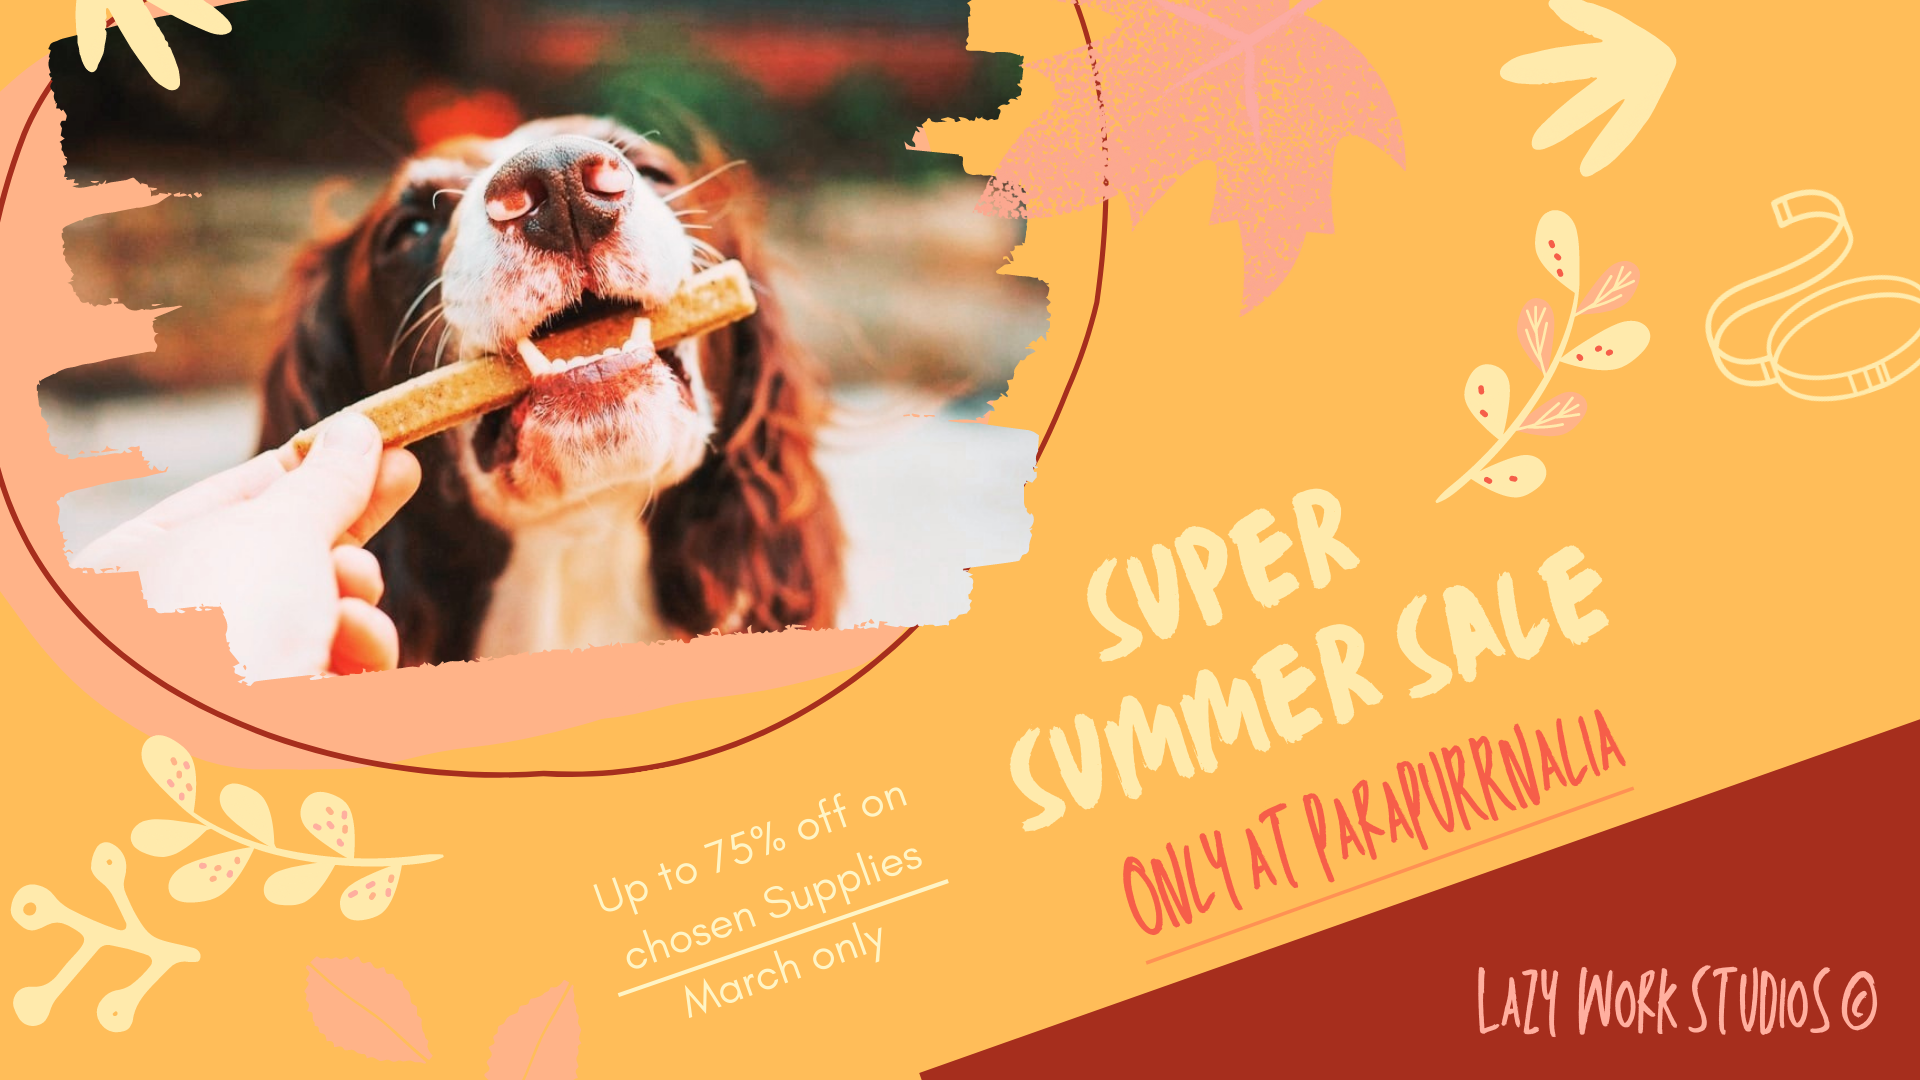 SUPER
SUMMER SALE
ONLY AT PARAPURRNALIA
Up to 75% off on
chosen Supplies
March only
LAZY WORK STUDIOS ©